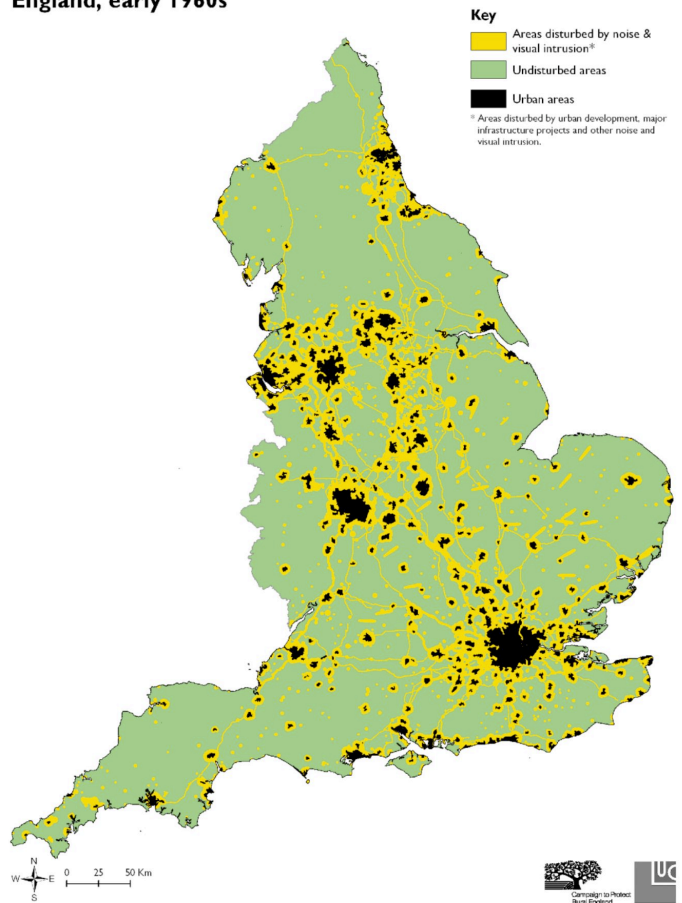 England, early 1960s
Key
Areas disturbed by noise &
visual intrusion*
Undisturbed areas
Urban areas
* Areas disturbed by urban development, major
infrastructure projects and other noise and
visual intrusion.
N
W E
S
0 25 50 Km
Campaign to Protect
Rural England
LUC